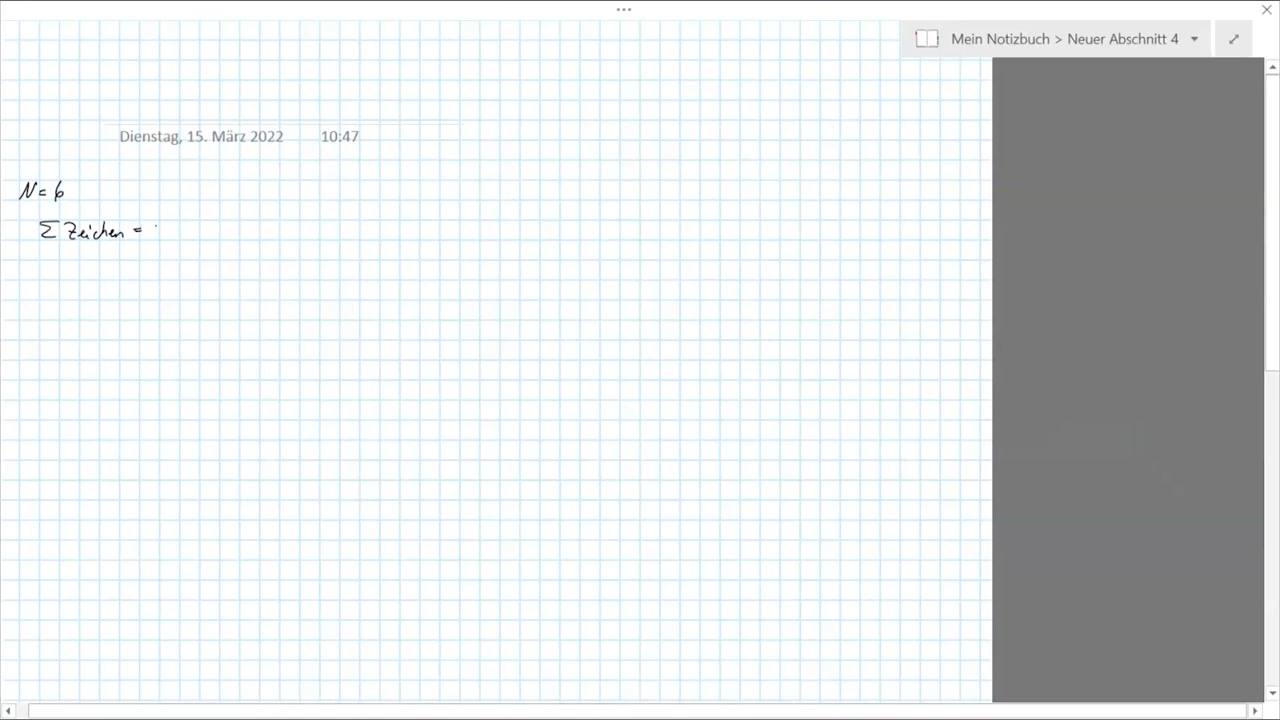 Mein Notizbuch > Neuer Abschnitt 4
Dienstag, 15. März 2022 10:47
N = 6
Σ Zeichen =